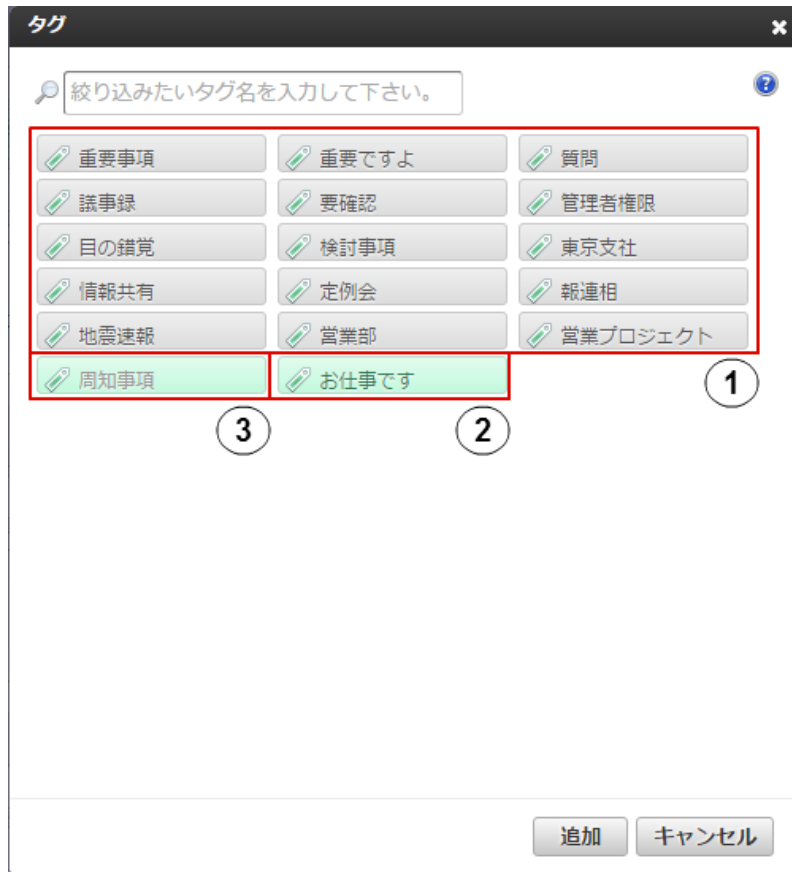 タグ
絞り込みたいタグ名を入力して下さい。
重要事項 重要ですよ 質問
議事録 要確認 管理者権限
目の錯覚 検討事項 東京支社
情報共有 定例会 報連相
地震速報 営業部 営業プロジェクト
周知事項 お仕事です
1
3 2
追加 キャンセル